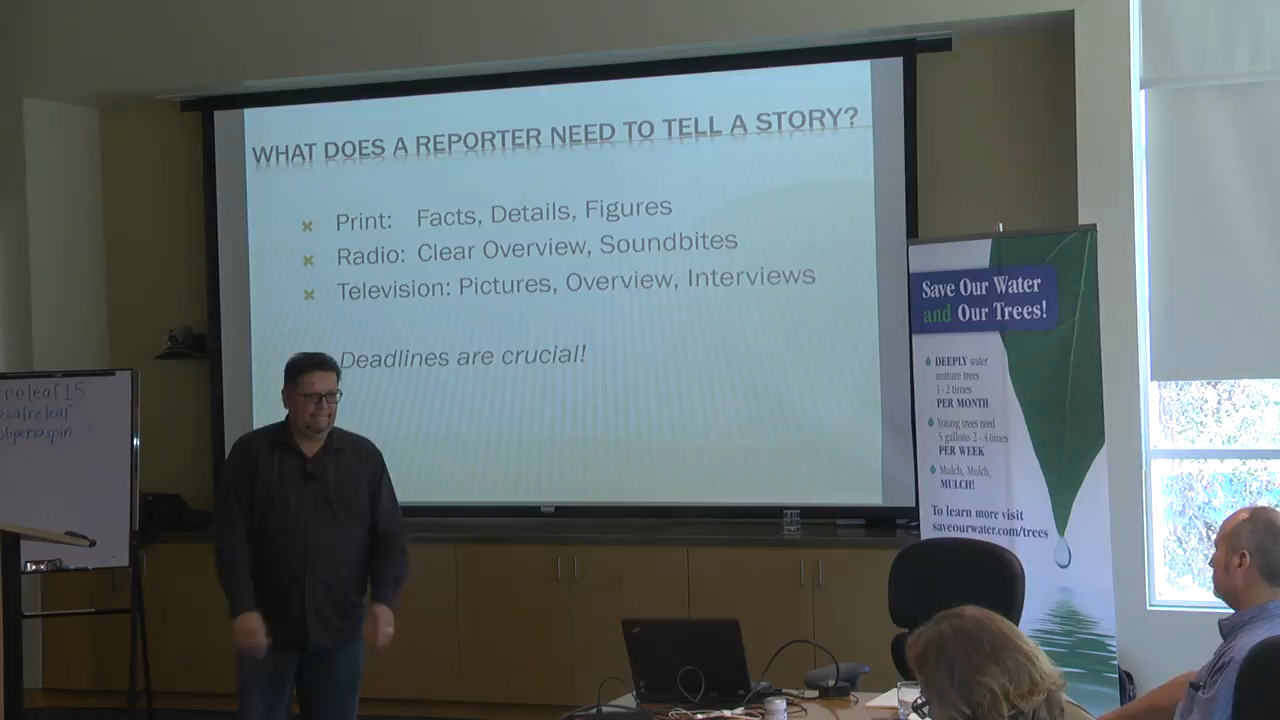 WHAT DOES A REPORTER NEED TO TELL A STORY?
Print: Facts, Details, Figures
Radio: Clear Overview, Soundbites
Television: Pictures, Overview, Interviews
Deadlines are crucial!
releaf15
calreleaf
openaspin
Save Our Water
and Our Trees!
DEEPLY water
mature trees
1-2 times
PER MONTH
Young trees need
5 gallons 2-4 times
PER WEEK
Mulch, Mulch,
MULCH!
To learn more visit
saveourwater.com/trees